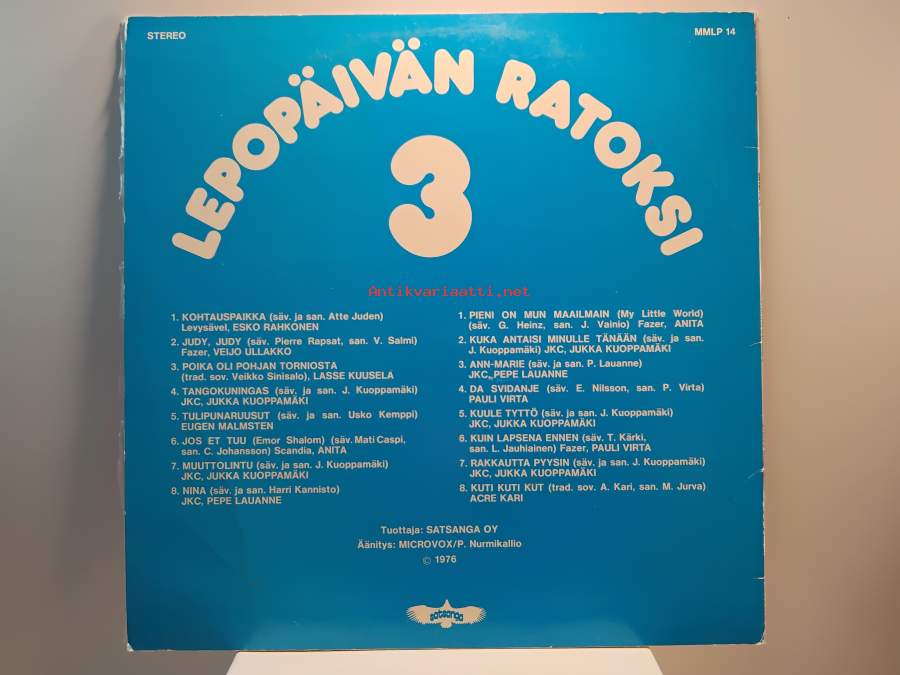 STEREO
MMLP 14
LEPOPÄIVÄN RATOKSI
3
Antikvariaatti.net
1. KOHTAUSPAIKKA (säv. ja san. Atte Juden)
Levysävel, ESKO RAHKONEN
2. JUDY, JUDY (säv. Pierre Rapsat, san. V. Salmi)
Fazer, VEIJO ULLAKKO
3. POIKA OLI POHJAN TORNIOSTA
(trad. sov. Veikko Sinisalo), LASSE KUUSELA
4. TANGOKUNINGAS (säv. ja san. J. Kuoppamäki)
JKC, JUKKA KUOPPAMÄKI
5. TULIPUNARUUSUT (säv. ja san. Usko Kemppi)
EUGEN MALMSTEN
6. JOS ET TUU (Emor Shalom) (säv. Mati Caspi,
san. C. Johansson) Scandia, ANITA
7. MUUTTOLINTU (säv. ja san. J. Kuoppamäki)
JKC, JUKKA KUOPPAMÄKI
8. NINA (säv. ja san. Harri Kannisto)
JKC, PEPE LAUANNE
1. PIENI ON MUN MAAILMAIN (My Little World)
(säv. G. Heinz, san. J. Vainio) Fazer, ANITA
2. KUKA ANTAISI MINULLE TÄNÄÄN (säv. ja san.
J. Kuoppamäki) JKC, JUKKA KUOPPAMÄKI
3. ANN-MARIE (säv. ja san. P. Lauanne)
JKC, PEPE LAUANNE
4. DA SVIDANJE (säv. E. Nilsson, san. P. Virta)
PAULI VIRTA
5. KUULE TYTTÖ (säv. ja san. J. Kuoppamäki)
JKC, JUKKA KUOPPAMÄKI
6. KUIN LAPSENA ENNEN (säv. T. Kärki,
san. L. Jauhiainen) Fazer, PAULI VIRTA
7. RAKKAUTTA PYYSIN (säv. ja san. J. Kuoppamäki)
JKC, JUKKA KUOPPAMÄKI
8. KUTI KUTI KUT (trad. sov. A. Kari, san. M. Jurva)
ACRE KARI
Tuottaja: SATSANGA OY
Äänitys: MICROVOX/P. Nurmikallio
© 1976
satsanga